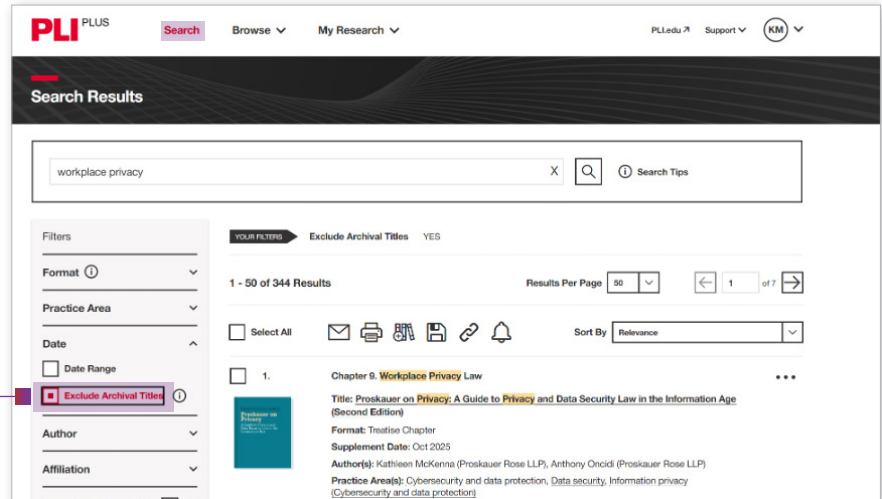 PLI PLUS Search Browse My Research PLI.edu Support KM
Search Results
workplace privacy X Search Tips
Filters
YOUR FILTERS Exclude Archival Titles YES
Format
1 - 50 of 344 Results Results Per Page 50 1 of 7
Practice Area
Select All Sort By Relevance
Date
Date Range
Exclude Archival Titles
Author
Affiliation
1. Chapter 9. Workplace Privacy Law
Title: Proskauer on Privacy: A Guide to Privacy and Data Security Law in the Information Age
(Second Edition)
Format: Treatise Chapter
Supplement Date: Oct 2025
Author(s): Kathleen McKenna (Proskauer Rose LLP), Anthony Oncidi (Proskauer Rose LLP)
Practice Area(s): Cybersecurity and data protection, Data security, Information privacy
(Cybersecurity and data protection)
Proskauer on
Privacy